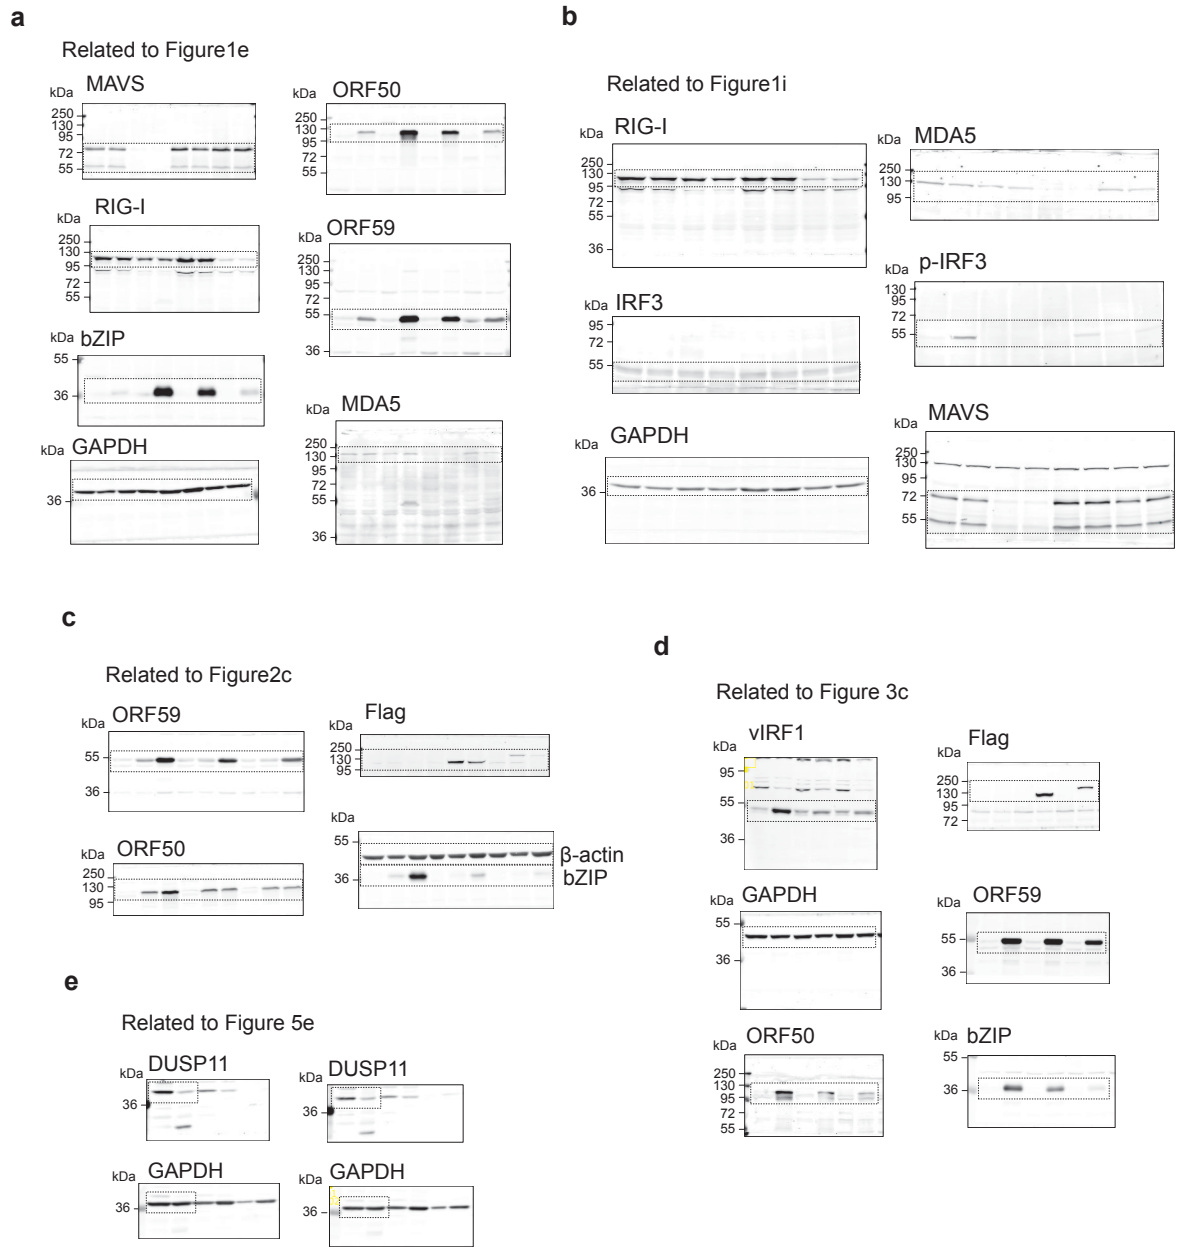 a
Related to Figure1e
kDa MAVS
250
130
95
72
55
kDa ORF50
250
130
95
72
55
kDa RIG-I
250
130
95
72
55
kDa ORF59
250
130
95
72
55
36
kDa bZIP
55
36
kDa MDA5
250
130
95
72
55
36
kDa GAPDH
36
b
Related to Figure1i
kDa RIG-I
250
130
95
72
55
36
kDa MDA5
250
130
95
kDa IRF3
95
72
55
kDa p-IRF3
130
95
72
55
kDa GAPDH
36
kDa MAVS
250
130
95
72
55
c
Related to Figure2c
kDa ORF59
55
36
kDa Flag
250
130
95
kDa ORF50
250
130
95
kDa
55
36
β-actin
bZIP
d
Related to Figure 3c
kDa vIRF1
95
55
36
kDa Flag
250
130
95
72
kDa GAPDH
55
36
kDa ORF59
55
36
kDa ORF50
250
130
95
72
55
kDa bZIP
55
36
e
Related to Figure 5e
kDa DUSP11
36
kDa DUSP11
36
kDa GAPDH
36
kDa GAPDH
36